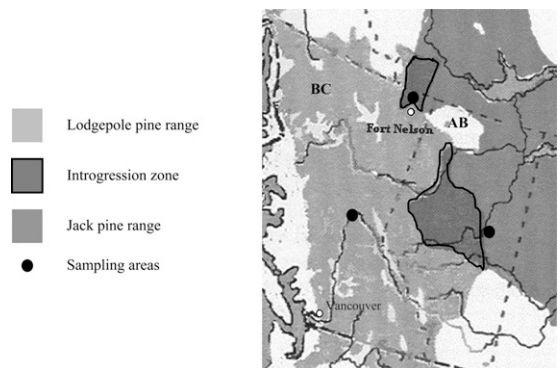 Lodgepole pine range
Introgression zone
Jack pine range
Sampling areas
BC
AB
Fort Nelson
Vancouver